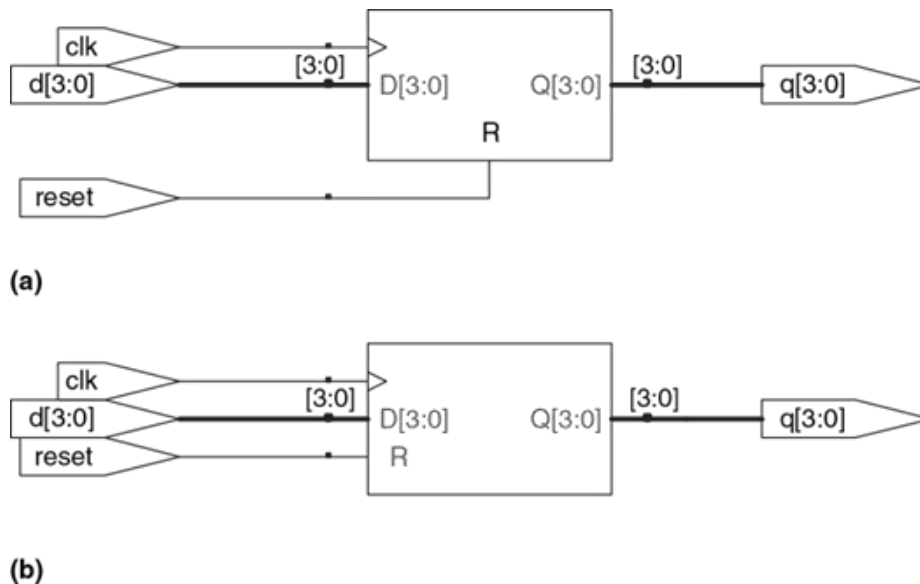 clk
d[3:0]
[3:0]
D[3:0]
Q[3:0]
[3:0]
q[3:0]
R
reset
(a)
clk
d[3:0]
[3:0]
D[3:0]
Q[3:0]
[3:0]
q[3:0]
reset
R
(b)